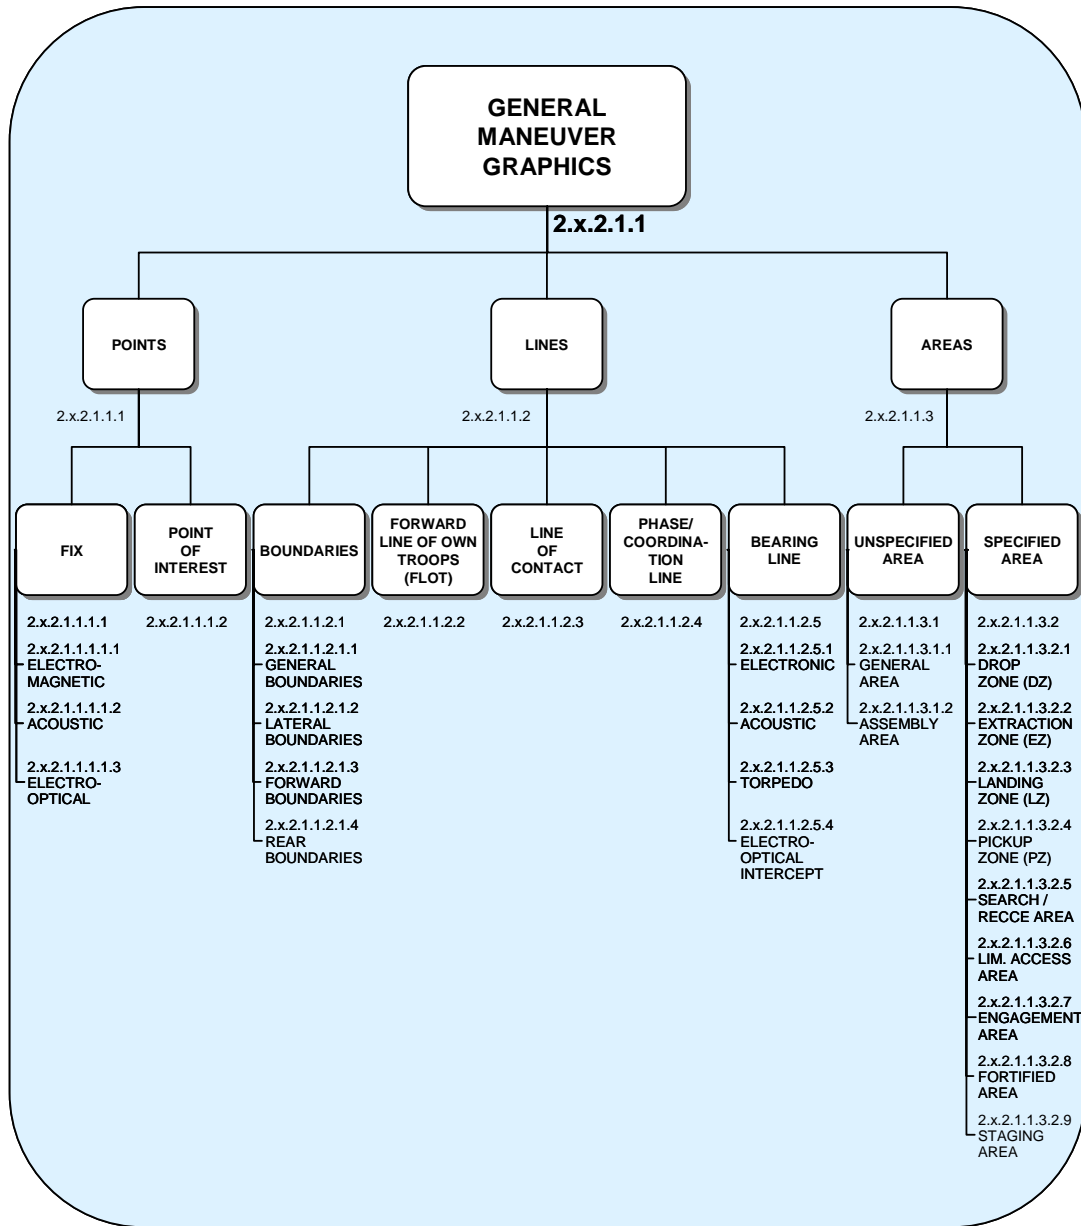 GENERAL
MANEUVER
GRAPHICS
2.x.2.1.1
POINTS
2.x.2.1.1.1
LINES
2.x.2.1.1.2
AREAS
2.x.2.1.1.3
FIX
2.x.2.1.1.1.1
2.x.2.1.1.1.1.1
ELECTRO-
MAGNETIC
2.x.2.1.1.1.1.2
ACOUSTIC
2.x.2.1.1.1.1.3
ELECTRO-
OPTICAL
POINT
OF
INTEREST
2.x.2.1.1.1.2
BOUNDARIES
2.x.2.1.1.2.1
2.x.2.1.1.2.1.1
GENERAL
BOUNDARIES
2.x.2.1.1.2.1.2
LATERAL
BOUNDARIES
2.x.2.1.1.2.1.3
FORWARD
BOUNDARIES
2.x.2.1.1.2.1.4
REAR
BOUNDARIES
FORWARD
LINE OF OWN
TROOPS
(FLOT)
2.x.2.1.1.2.2
LINE
OF
CONTACT
2.x.2.1.1.2.3
PHASE/
COORDINA-
TION
LINE
2.x.2.1.1.2.4
BEARING
LINE
2.x.2.1.1.2.5
2.x.2.1.1.2.5.1
ELECTRONIC
2.x.2.1.1.2.5.2
ACOUSTIC
2.x.2.1.1.2.5.3
TORPEDO
2.x.2.1.1.2.5.4
ELECTRO-
OPTICAL
INTERCEPT
UNSPECIFIED
AREA
2.x.2.1.1.3.1
2.x.2.1.1.3.1.1
GENERAL
AREA
2.x.2.1.1.3.1.2
ASSEMBLY
AREA
SPECIFIED
AREA
2.x.2.1.1.3.2
2.x.2.1.1.3.2.1
DROP
ZONE (DZ)
2.x.2.1.1.3.2.2
EXTRACTION
ZONE (EZ)
2.x.2.1.1.3.2.3
LANDING
ZONE (LZ)
2.x.2.1.1.3.2.4
PICKUP
ZONE (PZ)
2.x.2.1.1.3.2.5
SEARCH /
RECCE AREA
2.x.2.1.1.3.2.6
LIM. ACCESS
AREA
2.x.2.1.1.3.2.7
ENGAGEMENT
AREA
2.x.2.1.1.3.2.8
FORTIFIED
AREA
2.x.2.1.1.3.2.9
STAGING
AREA